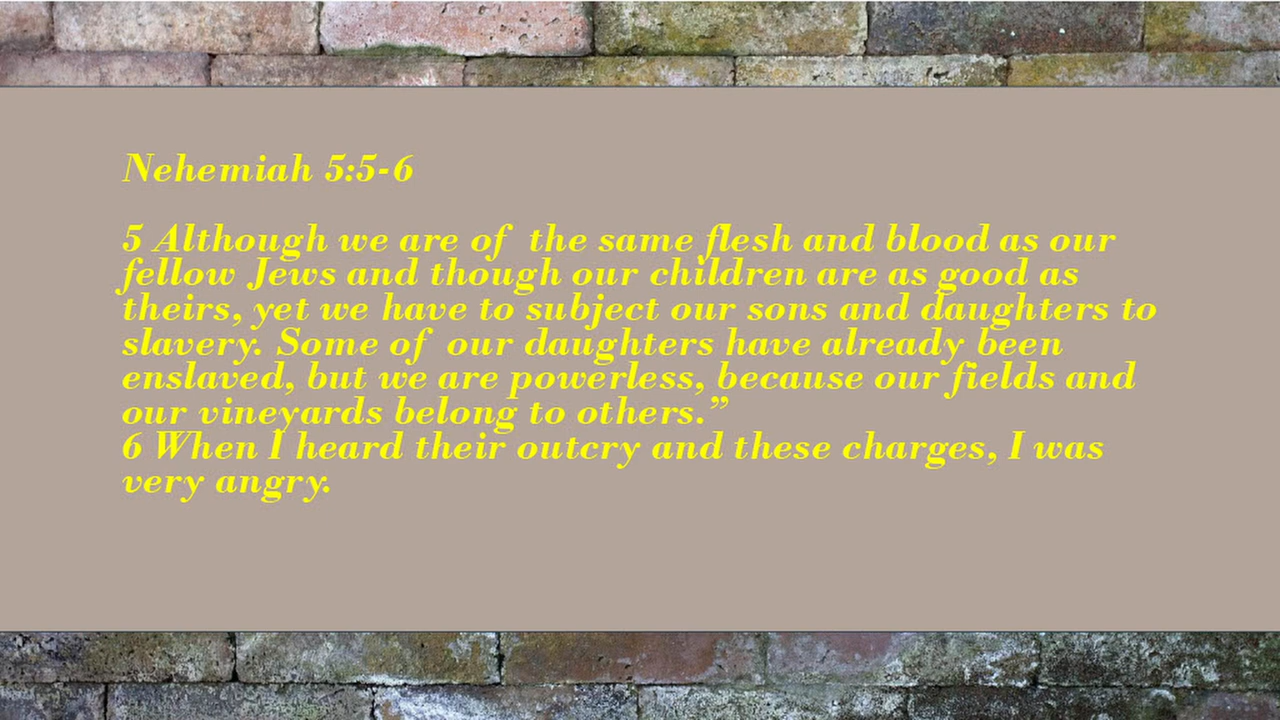 Nehemiah 5:5-6
5 Although we are of the same flesh and blood as our
fellow Jews and though our children are as good as
theirs, yet we have to subject our sons and daughters to
slavery. Some of our daughters have already been
enslaved, but we are powerless, because our fields and
our vineyards belong to others.”
6 When I heard their outcry and these charges, I was
very angry.